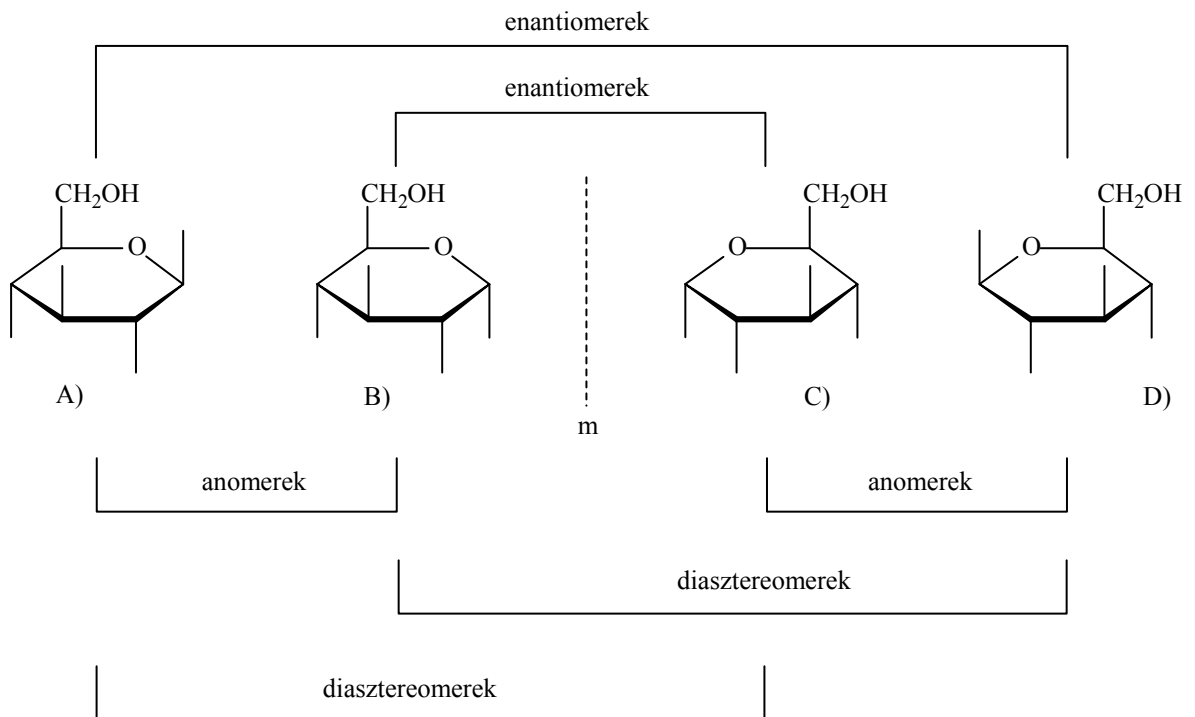 enantiomerek
enantiomerek
CH₂OH CH₂OH CH₂OH CH₂OH
O O O O
A) B) C) D)
m
anomerek anomerek
diasztereomerek
diasztereomerek